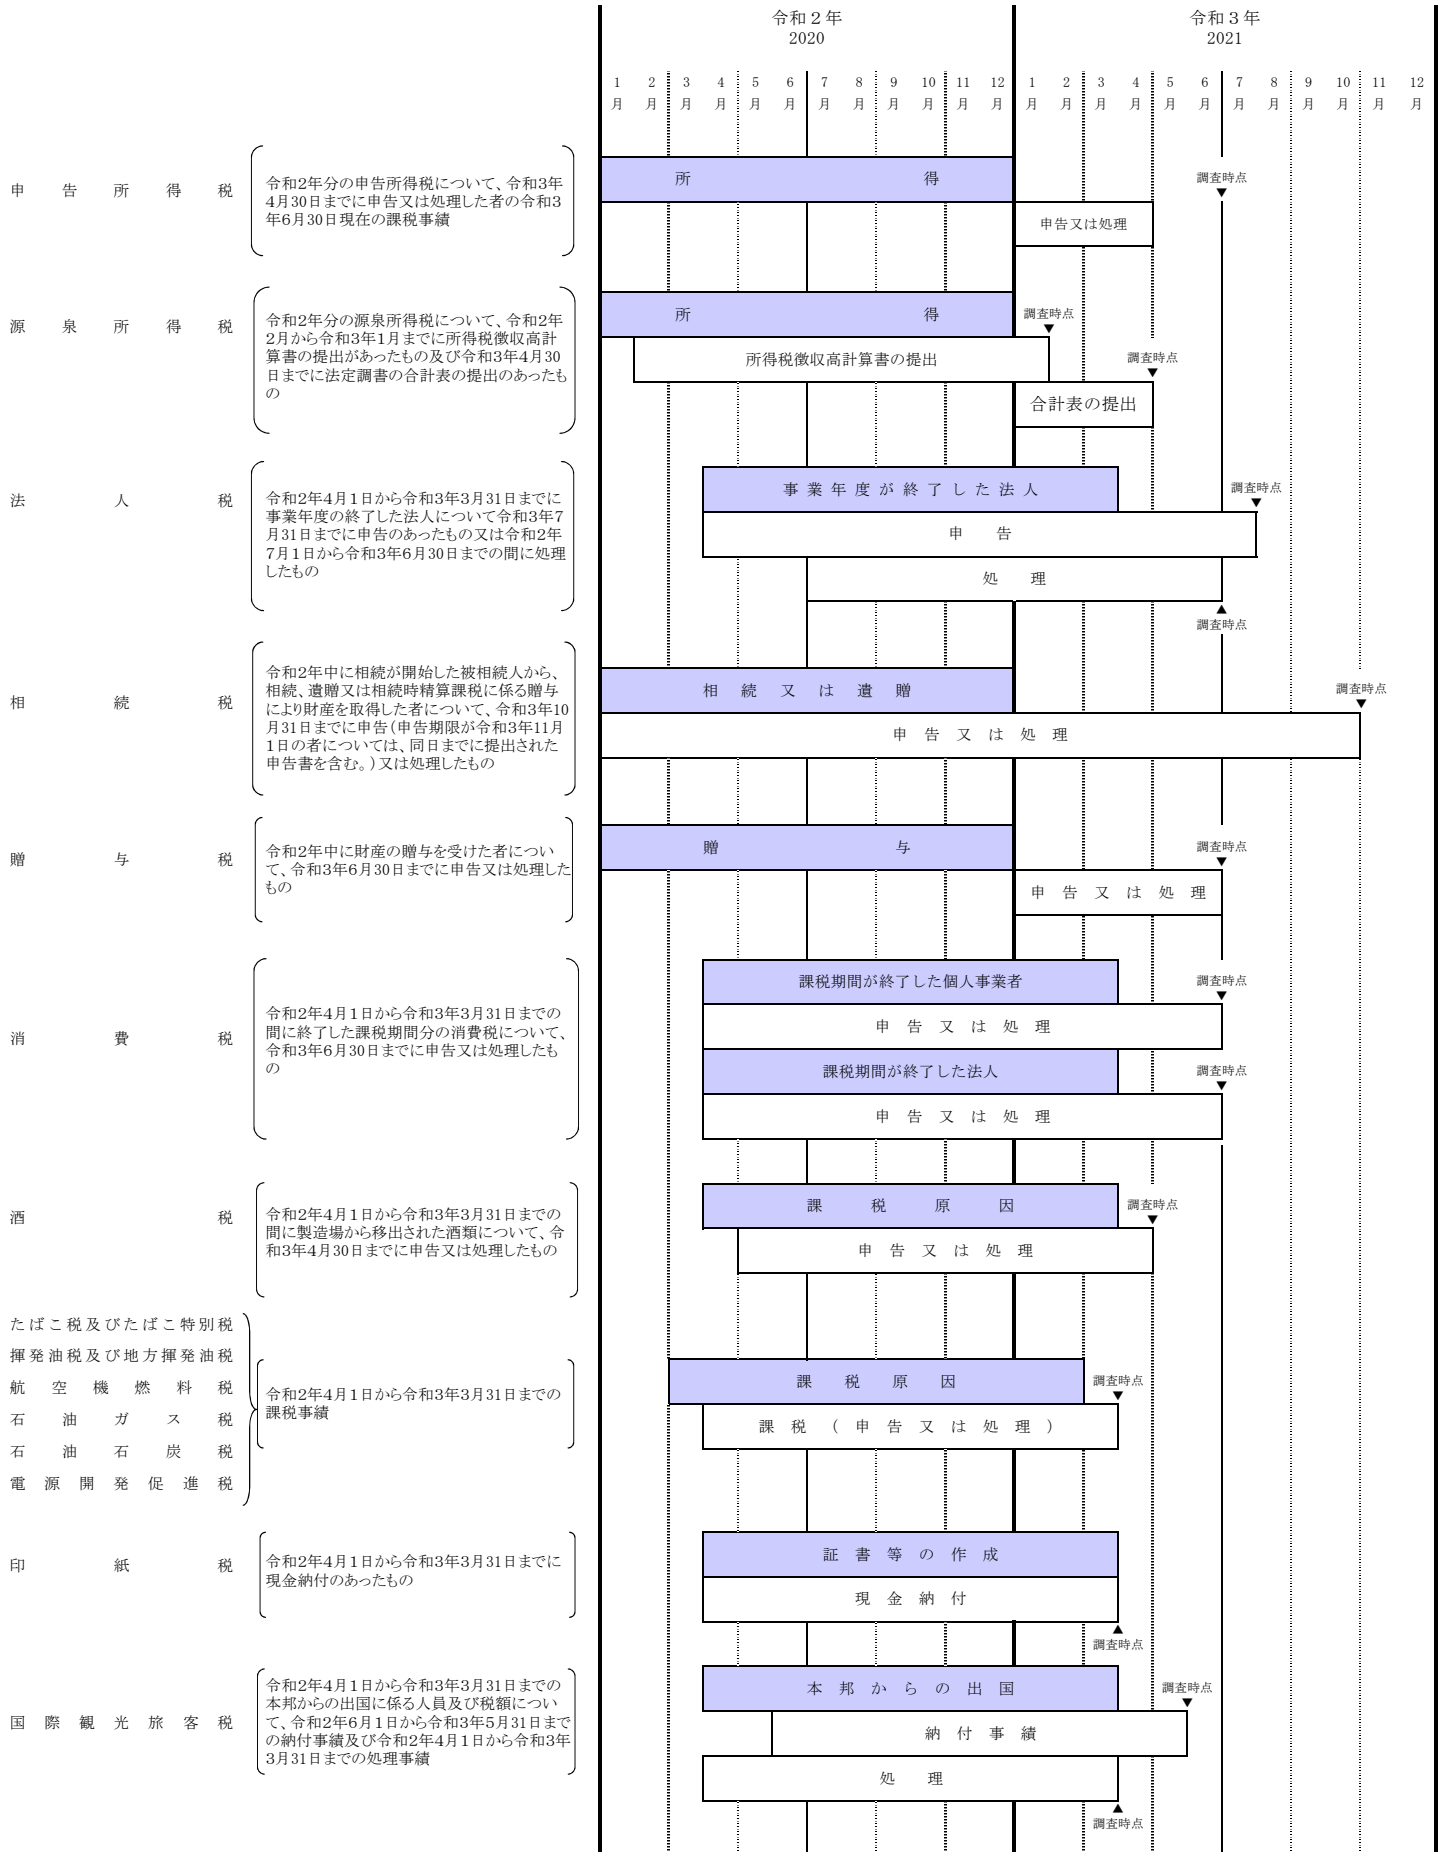 令和２年
2020
令和３年
2021
1 2 3 4 5 6 7 8 9 10 11 12 1 2 3 4 5 6 7 8 9 10 11 12
月 月 月 月 月 月 月 月 月 月 月 月 月 月 月 月 月 月 月 月 月 月 月 月
申告所得税
令和２年分の申告所得税について、令和３年
４月30日までに申告又は処理した者の令和３
年６月30日現在の課税事績
所得
調査時点
▼
申告又は処理
源泉所得税
令和２年分の源泉所得税について、令和２年
２月から令和３年１月までに所得税徴収高計
算書の提出があったもの及び令和３年４月30
日までに法定調書の合計表の提出のあったも
の
所得
調査時点
▼
所得税徴収高計算書の提出
調査時点
▼
合計表の提出
法人税
令和２年４月１日から令和３年３月31日までに
事業年度の終了した法人について令和３年７
月31日までに申告のあったもの又は令和２年
７月１日から令和３年６月30日までの間に処理
したもの
事業年度が終了した法人
調査時点
▼
申告
処理
▲
調査時点
相続税
令和２年中に相続が開始した被相続人から、
相続、遺贈又は相続時精算課税に係る贈与
により財産を取得した者について、令和３年10
月31日までに申告（申告期限が令和３年11月
１日の者については、同日までに提出された
申告書を含む。）又は処理したもの
相続又は遺贈
調査時点
▼
申告又は処理
贈与税
令和２年中に財産の贈与を受けた者につい
て、令和３年６月30日までに申告又は処理した
もの
贈与
調査時点
▼
申告又は処理
消費税
令和２年４月１日から令和３年３月31日までの
間に終了した課税期間分の消費税について、
令和３年６月30日までに申告又は処理したも
の
課税期間が終了した個人事業者
調査時点
▼
申告又は処理
課税期間が終了した法人
調査時点
▼
申告又は処理
酒税
令和２年４月１日から令和３年３月31日までの
間に製造場から移出された酒類について、令
和３年４月30日までに申告又は処理したもの
課税原因
調査時点
▼
申告又は処理
たばこ税及びたばこ特別税
揮発油税及び地方揮発油税
航空機燃料税
石油ガス税
石油石炭税
電源開発促進税
令和２年４月１日から令和３年３月31日までの
課税事績
課税原因
調査時点
▼
課税（申告又は処理）
印紙税
令和２年４月１日から令和３年３月31日までに
現金納付のあったもの
証書等の作成
現金納付
▲
調査時点
国際観光旅客税
令和２年４月１日から令和３年３月31日までの
本邦からの出国に係る人員及び税額につい
て、令和２年６月１日から令和３年５月31日まで
の納付事績及び令和２年４月１日から令和３年
３月31日までの処理事績
本邦からの出国
調査時点
▼
納付事績
処理
▲
調査時点